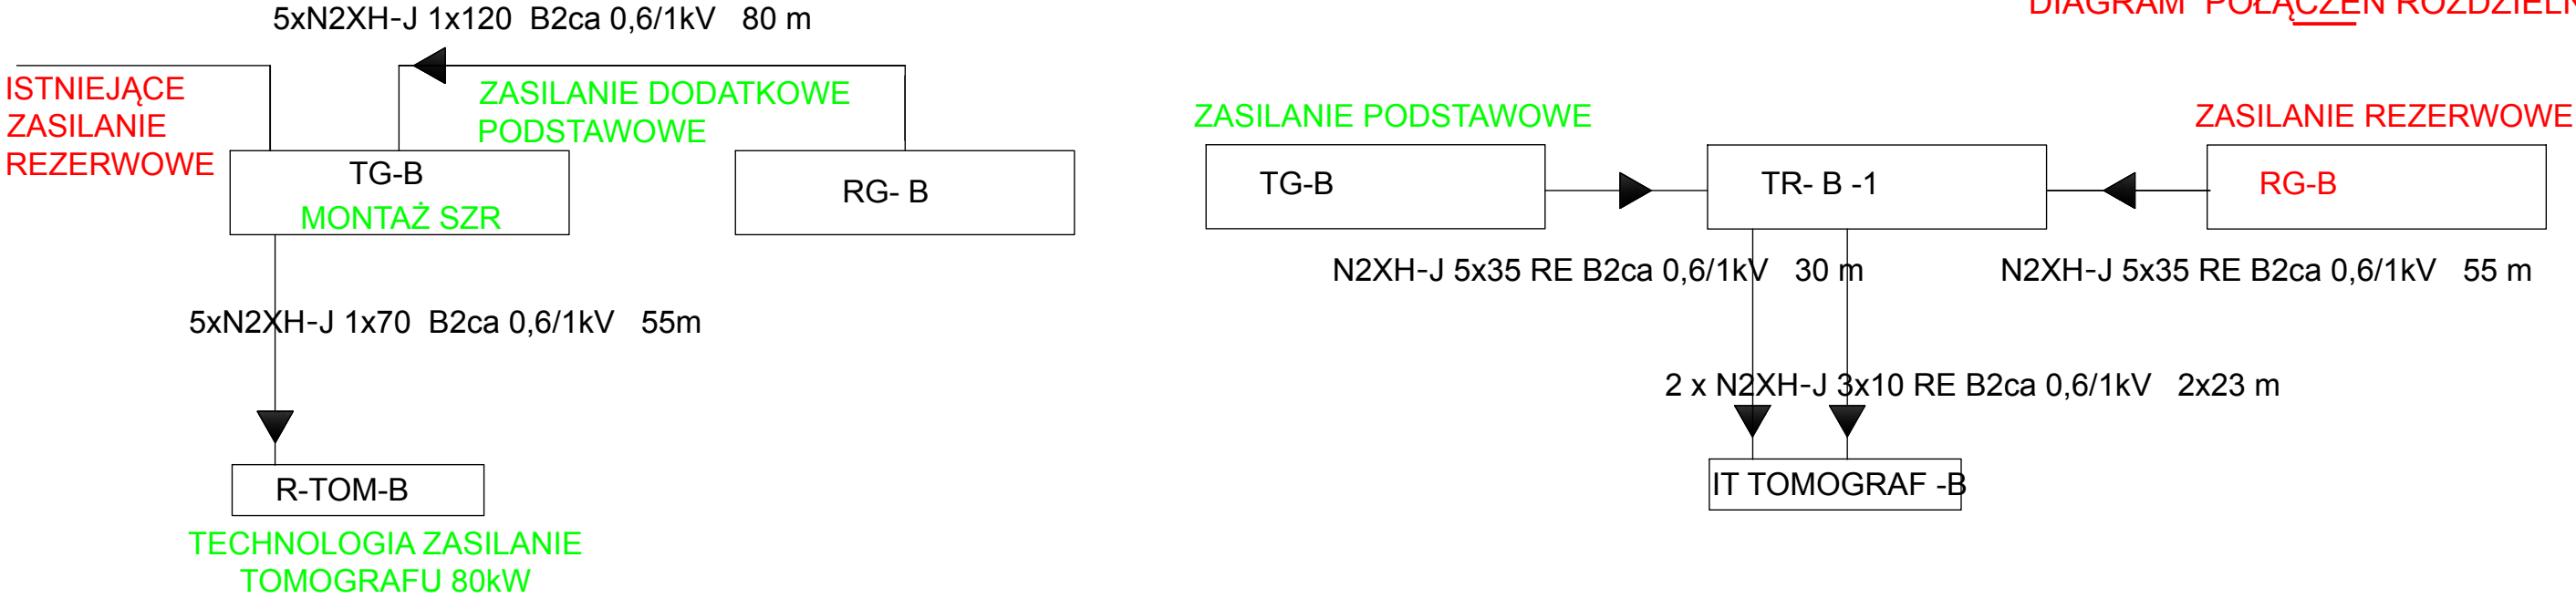 5xN2XH-J 1x120 B2ca 0,6/1kV 80 m
DIAGRAM POŁĄCZEŃ
ISTNIEJĄCE
ZASILANIE
REZERWOWE
ZASILANIE DODATKOWE
PODSTAWOWE
TG-B
MONTAŻ SZR
RG- B
5xN2XH-J 1x70 B2ca 0,6/1kV 55m
R-TOM-B
TECHNOLOGIA ZASILANIE
TOMOGRAFU 80kW
ZASILANIE PODSTAWOWE
ZASILANIE REZERWOWE
TG-B
TR- B -1
RG-B
N2XH-J 5x35 RE B2ca 0,6/1kV 30 m
N2XH-J 5x35 RE B2ca 0,6/1kV 55 m
2 x N2XH-J 3x10 RE B2ca 0,6/1kV 2x23 m
IT TOMOGRAF -B